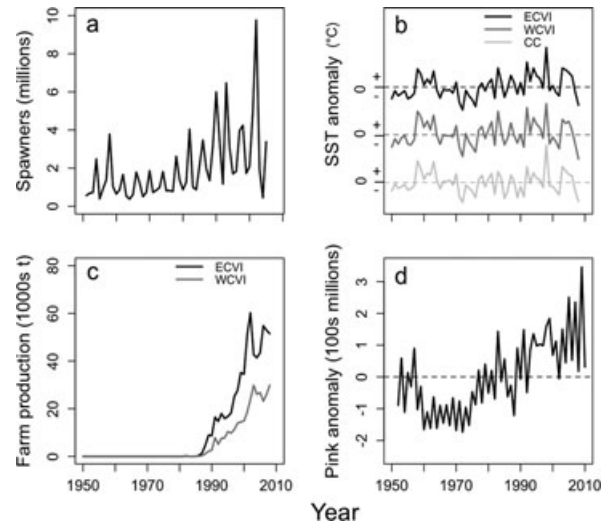 a
Spawners (millions)
10
8
6
4
2
0
b
ECVI
WCVI
CC
SST anomaly (°C)
+
0
-
+
0
-
+
0
-
c
ECVI
WCVI
Farm production (1000s t)
80
60
40
20
0
1950 1970 1990 2010
d
Pink anomaly (100s millions)
3
2
1
0
-1
-2
1950 1970 1990 2010
Year